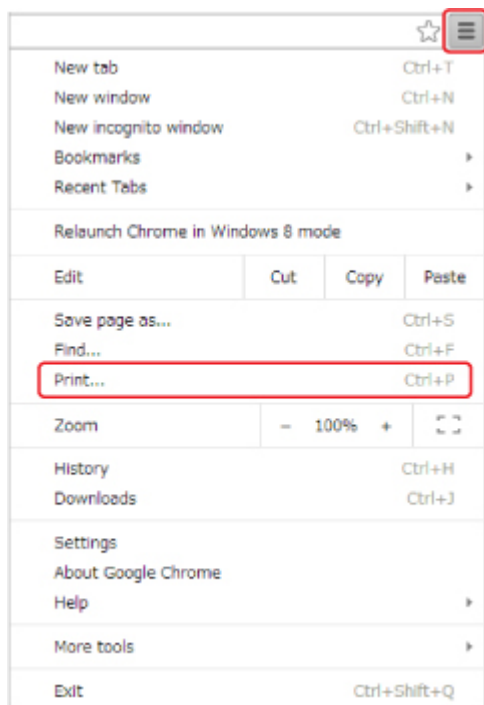 New tab Ctrl+T
New window Ctrl+N
New incognito window Ctrl+Shift+N
Bookmarks
Recent Tabs
Relaunch Chrome in Windows 8 mode
Edit Cut Copy Paste
Save page as... Ctrl+S
Find... Ctrl+F
Print... Ctrl+P
Zoom − 100% +
History Ctrl+H
Downloads Ctrl+J
Settings
About Google Chrome
Help
More tools
Exit Ctrl+Shift+Q